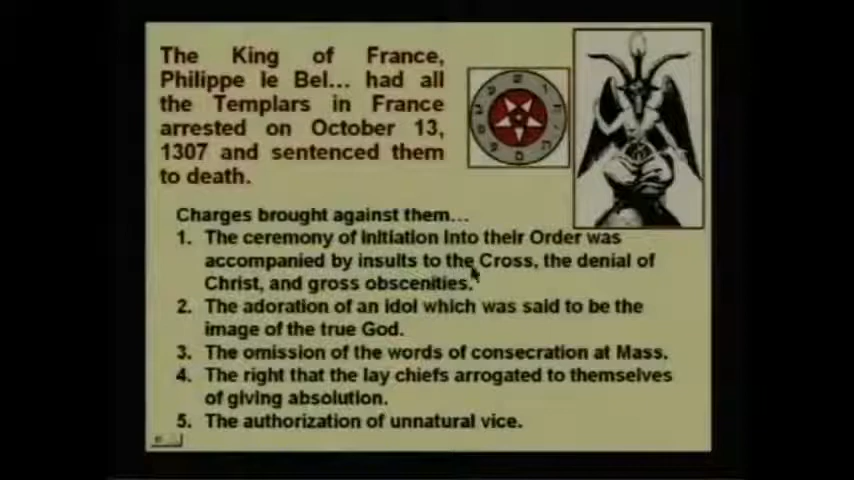 The King of France,
Philippe le Bel... had all
the Templars in France
arrested on October 13,
1307 and sentenced them
to death.
Charges brought against them...
1. The ceremony of initiation into their Order was
accompanied by insults to the Cross, the denial of
Christ, and gross obscenities.
2. The adoration of an idol which was said to be the
image of the true God.
3. The omission of the words of consecration at Mass.
4. The right that the lay chiefs arrogated to themselves
of giving absolution.
5. The authorization of unnatural vice.